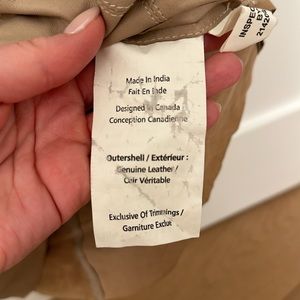 Made In India
Fait En Inde
Designed in Canada
Conception Canadienne
Outershell / Extérieur :
Genuine Leather /
Cuir Véritable
Exclusive Of Trimmings /
Garniture Exclue
INSPE